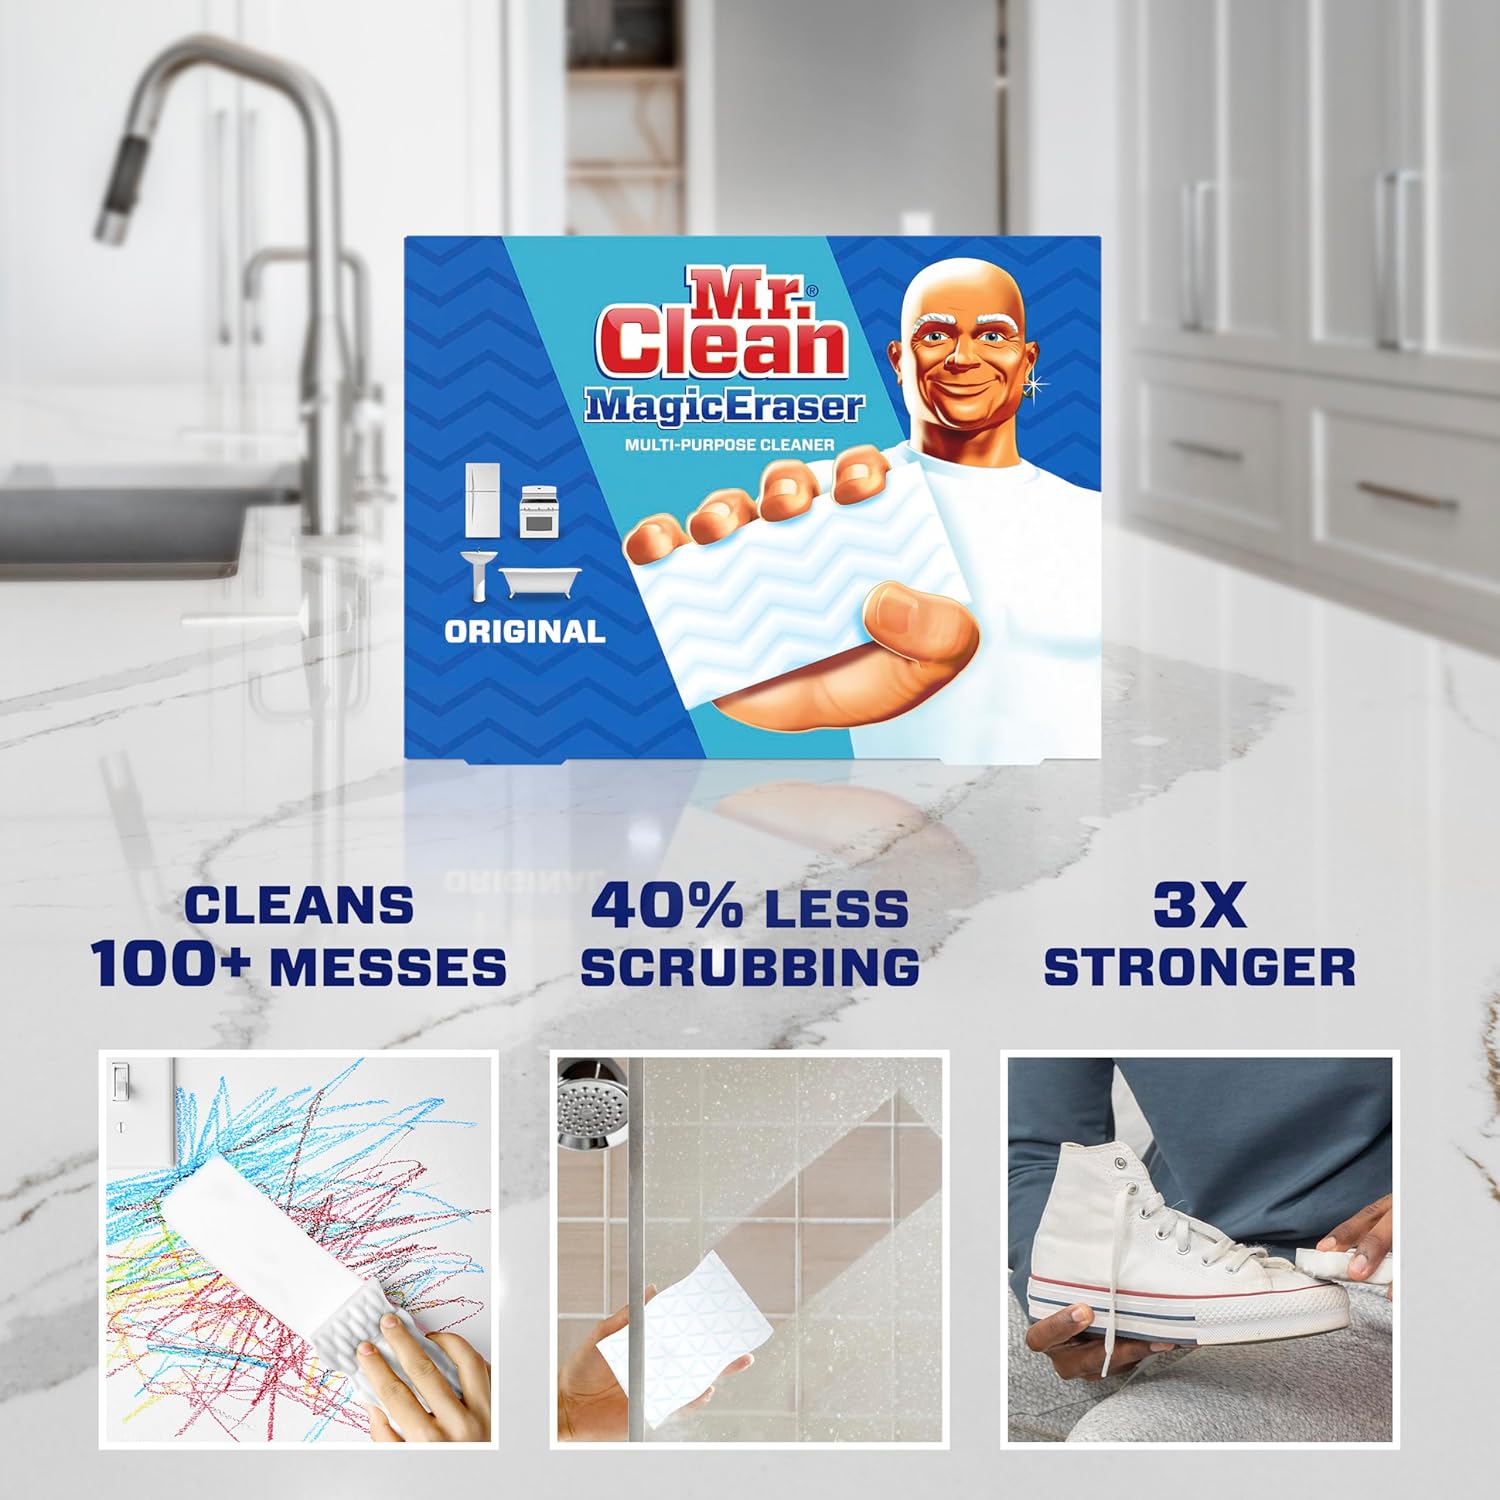 Mr.®
Clean
MagicEraser
MULTI-PURPOSE CLEANER
ORIGINAL
CLEANS
100+ MESSES
40% LESS
SCRUBBING
3X
STRONGER